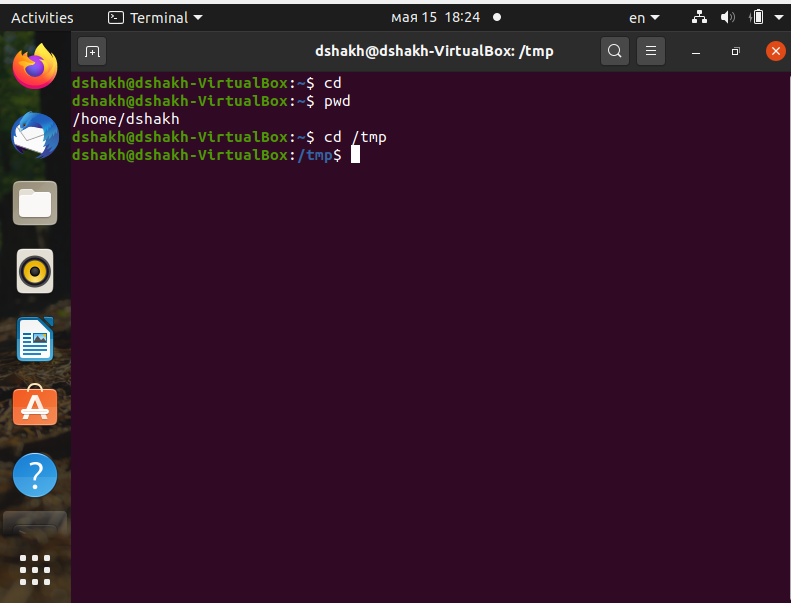 Activities Terminal мая 15 18:24 en
dshakh@dshakh-VirtualBox: /tmp
dshakh@dshakh-VirtualBox:~$ cd
dshakh@dshakh-VirtualBox:~$ pwd
/home/dshakh
dshakh@dshakh-VirtualBox:~$ cd /tmp
dshakh@dshakh-VirtualBox:/tmp$